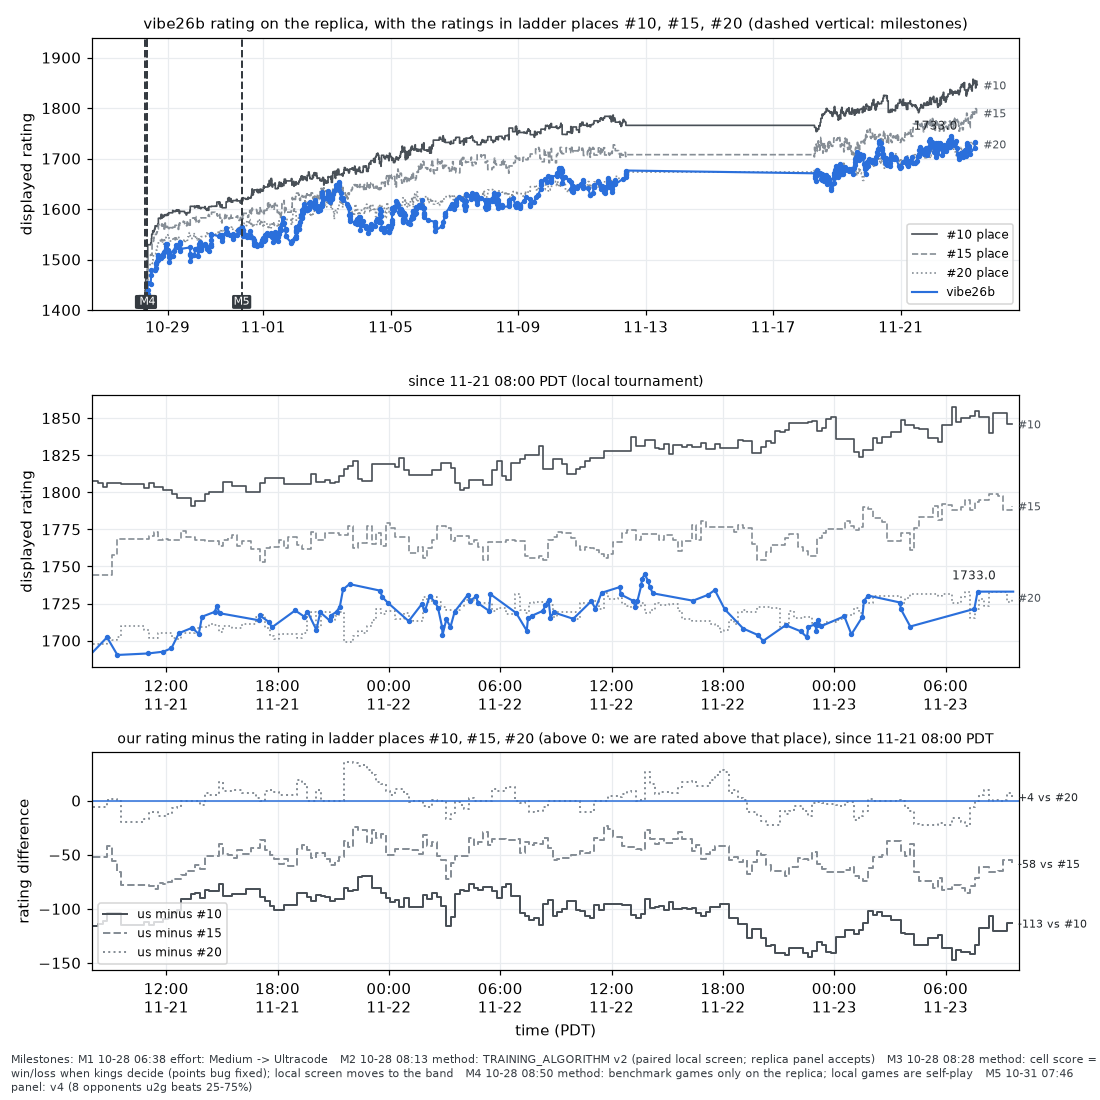 vibe26b rating on the replica, with the ratings in ladder places #10, #15, #20 (dashed vertical: milestones)
displayed rating
1900
1800
1700
1600
1500
1400
#10
#15
1733.0
#20
#10 place
#15 place
#20 place
vibe26b
M4
M5
10-29
11-01
11-05
11-09
11-13
11-17
11-21
since 11-21 08:00 PDT (local tournament)
displayed rating
1850
1825
1800
1775
1750
1725
1700
#10
#15
1733.0
#20
12:00
11-21
18:00
11-21
00:00
11-22
06:00
11-22
12:00
11-22
18:00
11-22
00:00
11-23
06:00
11-23
our rating minus the rating in ladder places #10, #15, #20 (above 0: we are rated above that place), since 11-21 08:00 PDT
rating difference
0
−50
−100
−150
+4 vs #20
-58 vs #15
-113 vs #10
us minus #10
us minus #15
us minus #20
12:00
11-21
18:00
11-21
00:00
11-22
06:00
11-22
12:00
11-22
18:00
11-22
00:00
11-23
06:00
11-23
time (PDT)
Milestones: M1 10-28 06:38 effort: Medium -> Ultracode M2 10-28 08:13 method: TRAINING_ALGORITHM v2 (paired local screen; replica panel accepts) M3 10-28 08:28 method: cell score =
win/loss when kings decide (points bug fixed); local screen moves to the band M4 10-28 08:50 method: benchmark games only on the replica; local games are self-play M5 10-31 07:46
panel: v4 (8 opponents u2g beats 25-75%)